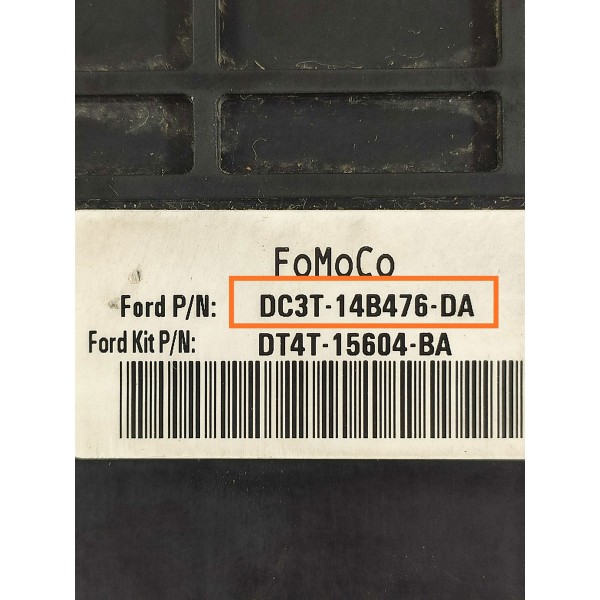 FoMoCo
Ford P/N: DC3T-14B476-DA
Ford Kit P/N: DT4T-15604-BA